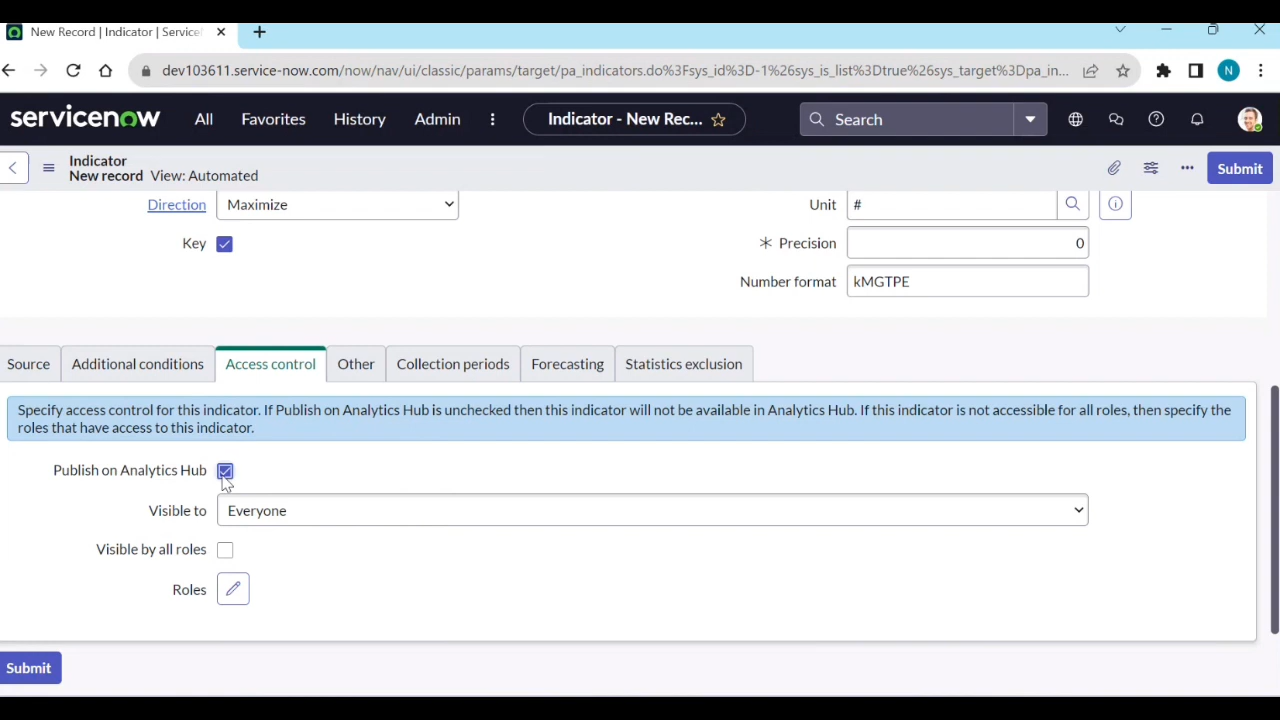 New Record | Indicator | Service
dev103611.service-now.com/now/nav/ui/classic/params/target/pa_indicators.do%3Fsys_id%3D-1%26sys_is_list%3Dtrue%26sys_target%3Dpa_in...
N
servicenow
All
Favorites
History
Admin
Indicator - New Rec...
Search
Indicator
New record View: Automated
Submit
Direction
Maximize
Unit
#
Key
* Precision
0
Number format
kMGTPE
Source
Additional conditions
Access control
Other
Collection periods
Forecasting
Statistics exclusion
Specify access control for this indicator. If Publish on Analytics Hub is unchecked then this indicator will not be available in Analytics Hub. If this indicator is not accessible for all roles, then specify the
roles that have access to this indicator.
Publish on Analytics Hub
Visible to
Everyone
Visible by all roles
Roles
Submit